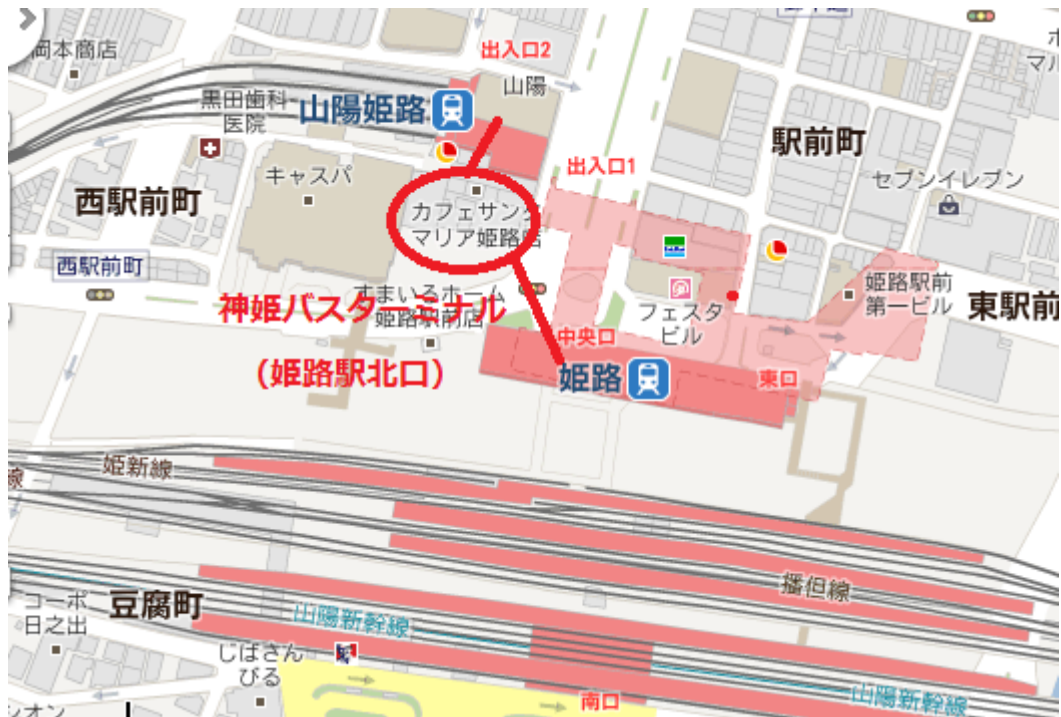 岡本商店
出入口2
山陽
黒田歯科
医院
山陽姫路
駅前町
出入口1
キャスパ
セブンイレブン
西駅前町
カフェサンタ
マリア姫路店
西駅前町
すまいるホーム
姫路駅前店
神姫バスターミナル
(姫路駅北口)
フェスタ
ビル
姫路駅前
第一ビル
東駅前
中央口
姫路
東口
姫新線
線
播但線
豆腐町
コーポ
日之出
山陽新幹線
じばさん
びる
南口
山陽新幹線